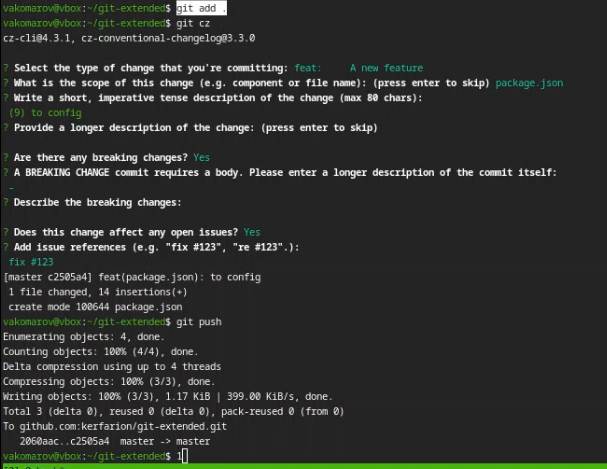 vakomarov@vbox:~/git-extended$ git add .
vakomarov@vbox:~/git-extended$ git cz
cz-cli@4.3.1, cz-conventional-changelog@3.3.0
? Select the type of change that you're committing: feat:     A new feature
? What is the scope of this change (e.g. component or file name): (press enter to skip) package.json
? Write a short, imperative tense description of the change (max 80 chars):
(9) to config
? Provide a longer description of the change: (press enter to skip)
? Are there any breaking changes? Yes
? A BREAKING CHANGE commit requires a body. Please enter a longer description of the commit itself:
-
? Describe the breaking changes:
? Does this change affect any open issues? Yes
? Add issue references (e.g. "fix #123", "re #123".):
fix #123
[master c2505a4] feat(package.json): to config
1 file changed, 14 insertions(+)
create mode 100644 package.json
vakomarov@vbox:~/git-extended$ git push
Enumerating objects: 4, done.
Counting objects: 100% (4/4), done.
Delta compression using up to 4 threads
Compressing objects: 100% (3/3), done.
Writing objects: 100% (3/3), 1.17 KiB | 399.00 KiB/s, done.
Total 3 (delta 0), reused 0 (delta 0), pack-reused 0 (from 0)
To github.com:kerfarion/git-extended.git
2060aac..c2505a4  master -> master
vakomarov@vbox:~/git-extended$ 1